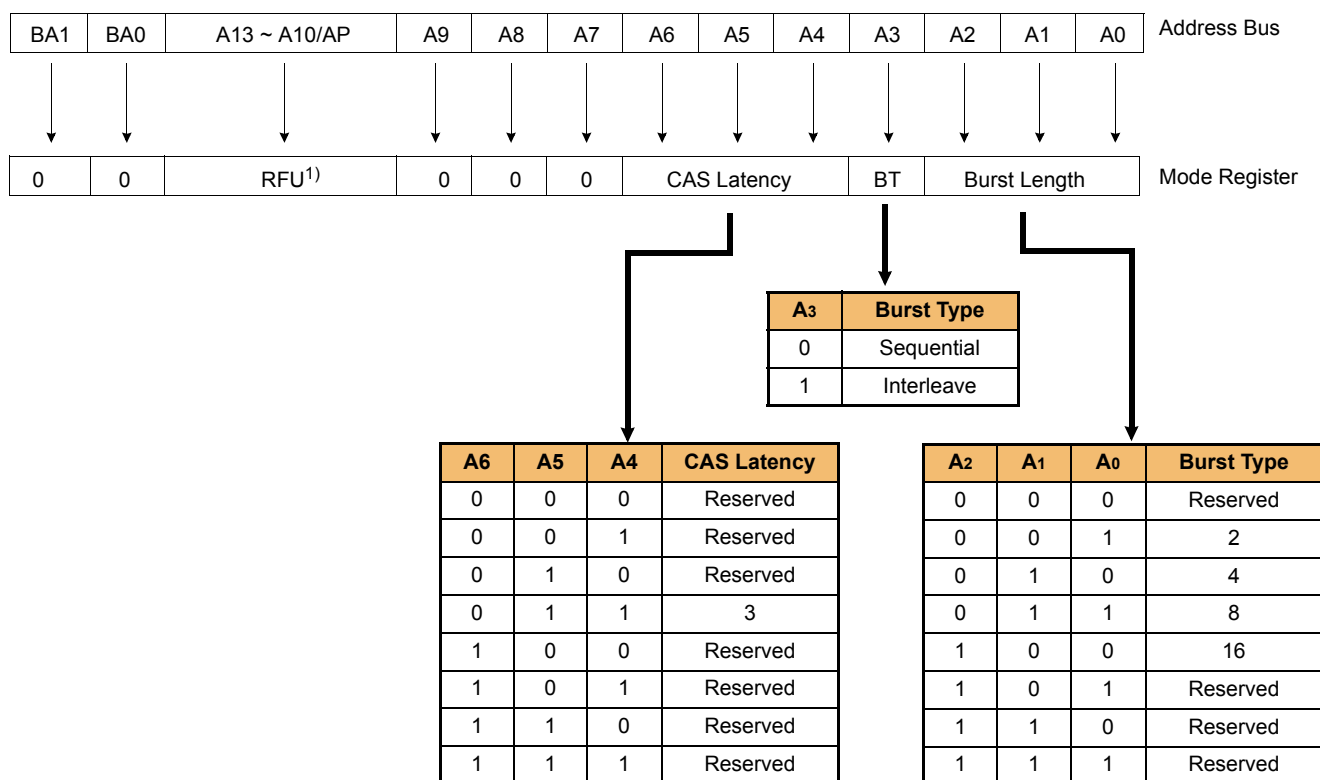 BA1 BA0 A13 ~ A10/AP A9 A8 A7 A6 A5 A4 A3 A2 A1 A0 Address Bus
0 0 RFU1) 0 0 0 CAS Latency BT Burst Length Mode Register
A3 Burst Type
0 Sequential
1 Interleave
A6 A5 A4 CAS Latency
0 0 0 Reserved
0 0 1 Reserved
0 1 0 Reserved
0 1 1 3
1 0 0 Reserved
1 0 1 Reserved
1 1 0 Reserved
1 1 1 Reserved
A2 A1 A0 Burst Type
0 0 0 Reserved
0 0 1 2
0 1 0 4
0 1 1 8
1 0 0 16
1 0 1 Reserved
1 1 0 Reserved
1 1 1 Reserved